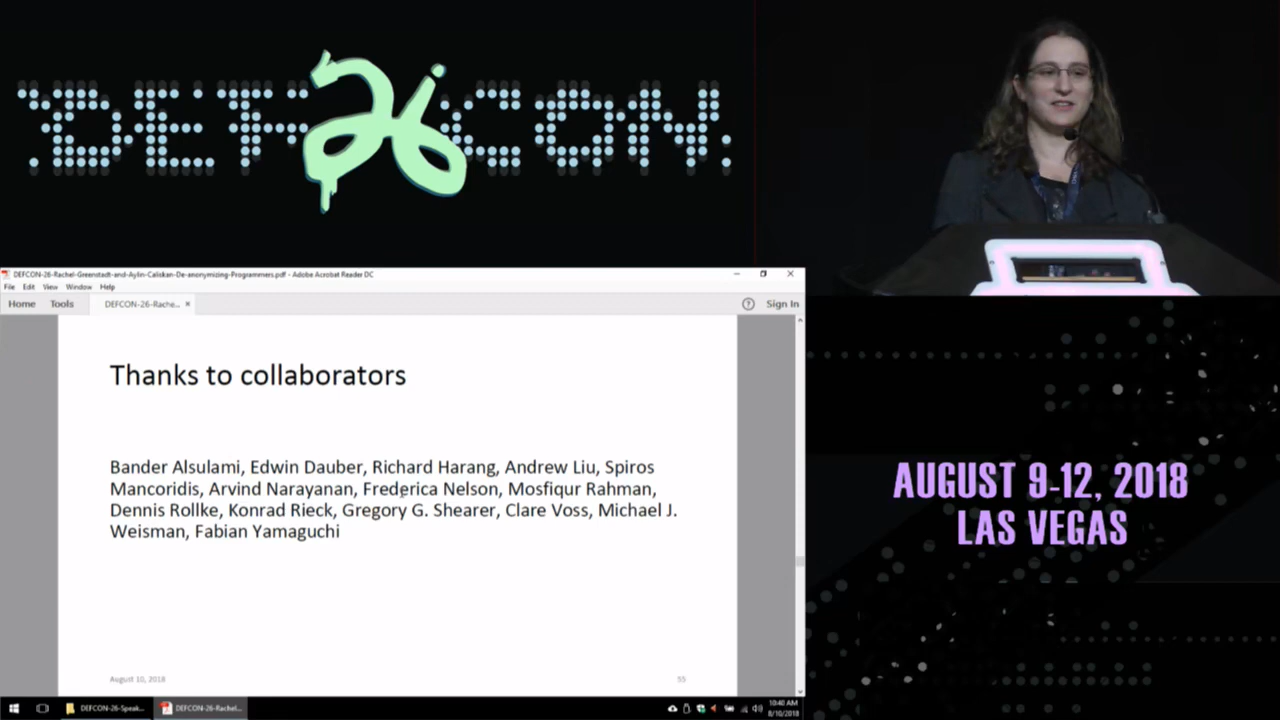 DEF 26 CON
DEFCON-26-Rachel-Greenstadt-and-Aylin-Caliskan-De-anonymizing-Programmers.pdf - Adobe Acrobat Reader DC
File Edit View Window Help
Home Tools DEFCON-26-Rache... × ? Sign In
Thanks to collaborators
Bander Alsulami, Edwin Dauber, Richard Harang, Andrew Liu, Spiros
Mancoridis, Arvind Narayanan, Frederica Nelson, Mosfiqur Rahman,
Dennis Rollke, Konrad Rieck, Gregory G. Shearer, Clare Voss, Michael J.
Weisman, Fabian Yamaguchi
August 10, 2018 55
DEFCON-26-Speak... DEFCON-26-Rachel... 10:40 AM
8/10/2018
AUGUST 9-12, 2018
LAS VEGAS